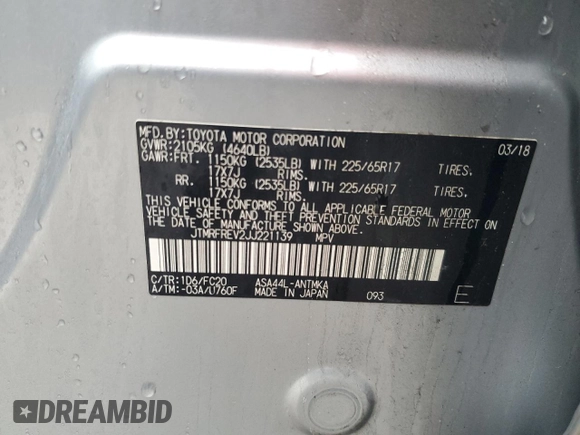 MFD. BY: TOYOTA MOTOR CORPORATION 03/18
GVWR: 2105KG (4640LB)
GAWR: FRT. 1150KG (2535LB) WITH 225/65R17 TIRES.
17X7J RIMS.
RR. 1150KG (2535LB) WITH 225/65R17 TIRES.
17X7J RIMS.
THIS VEHICLE CONFORMS TO ALL APPLICABLE FEDERAL MOTOR
VEHICLE SAFETY AND THEFT PREVENTION STANDARDS IN EFFECT ON
THE DATE OF MANUFACTURE SHOWN ABOVE.
JTMRFREV2JJ221139 MPV
C/TR: 1D6/FC20 ASA44L-ANTMKA
A/TM: -03A/U760F MADE IN JAPAN 093 E
DREAMBID